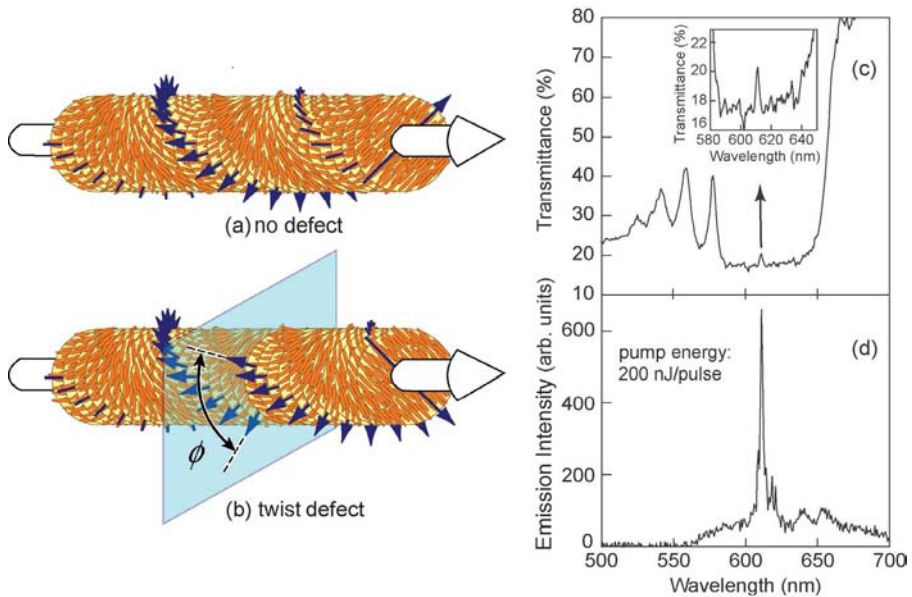 (a) no defect
ϕ
(b) twist defect
(c)
Transmittance (%)
80
70
60
50
40
30
20
10
Transmittance (%)
22
20
18
16
580
600
620
640
Wavelength (nm)
(d)
pump energy:
200 nJ/pulse
Emission Intensity (arb. units)
600
400
200
0
500
550
600
650
700
Wavelength (nm)